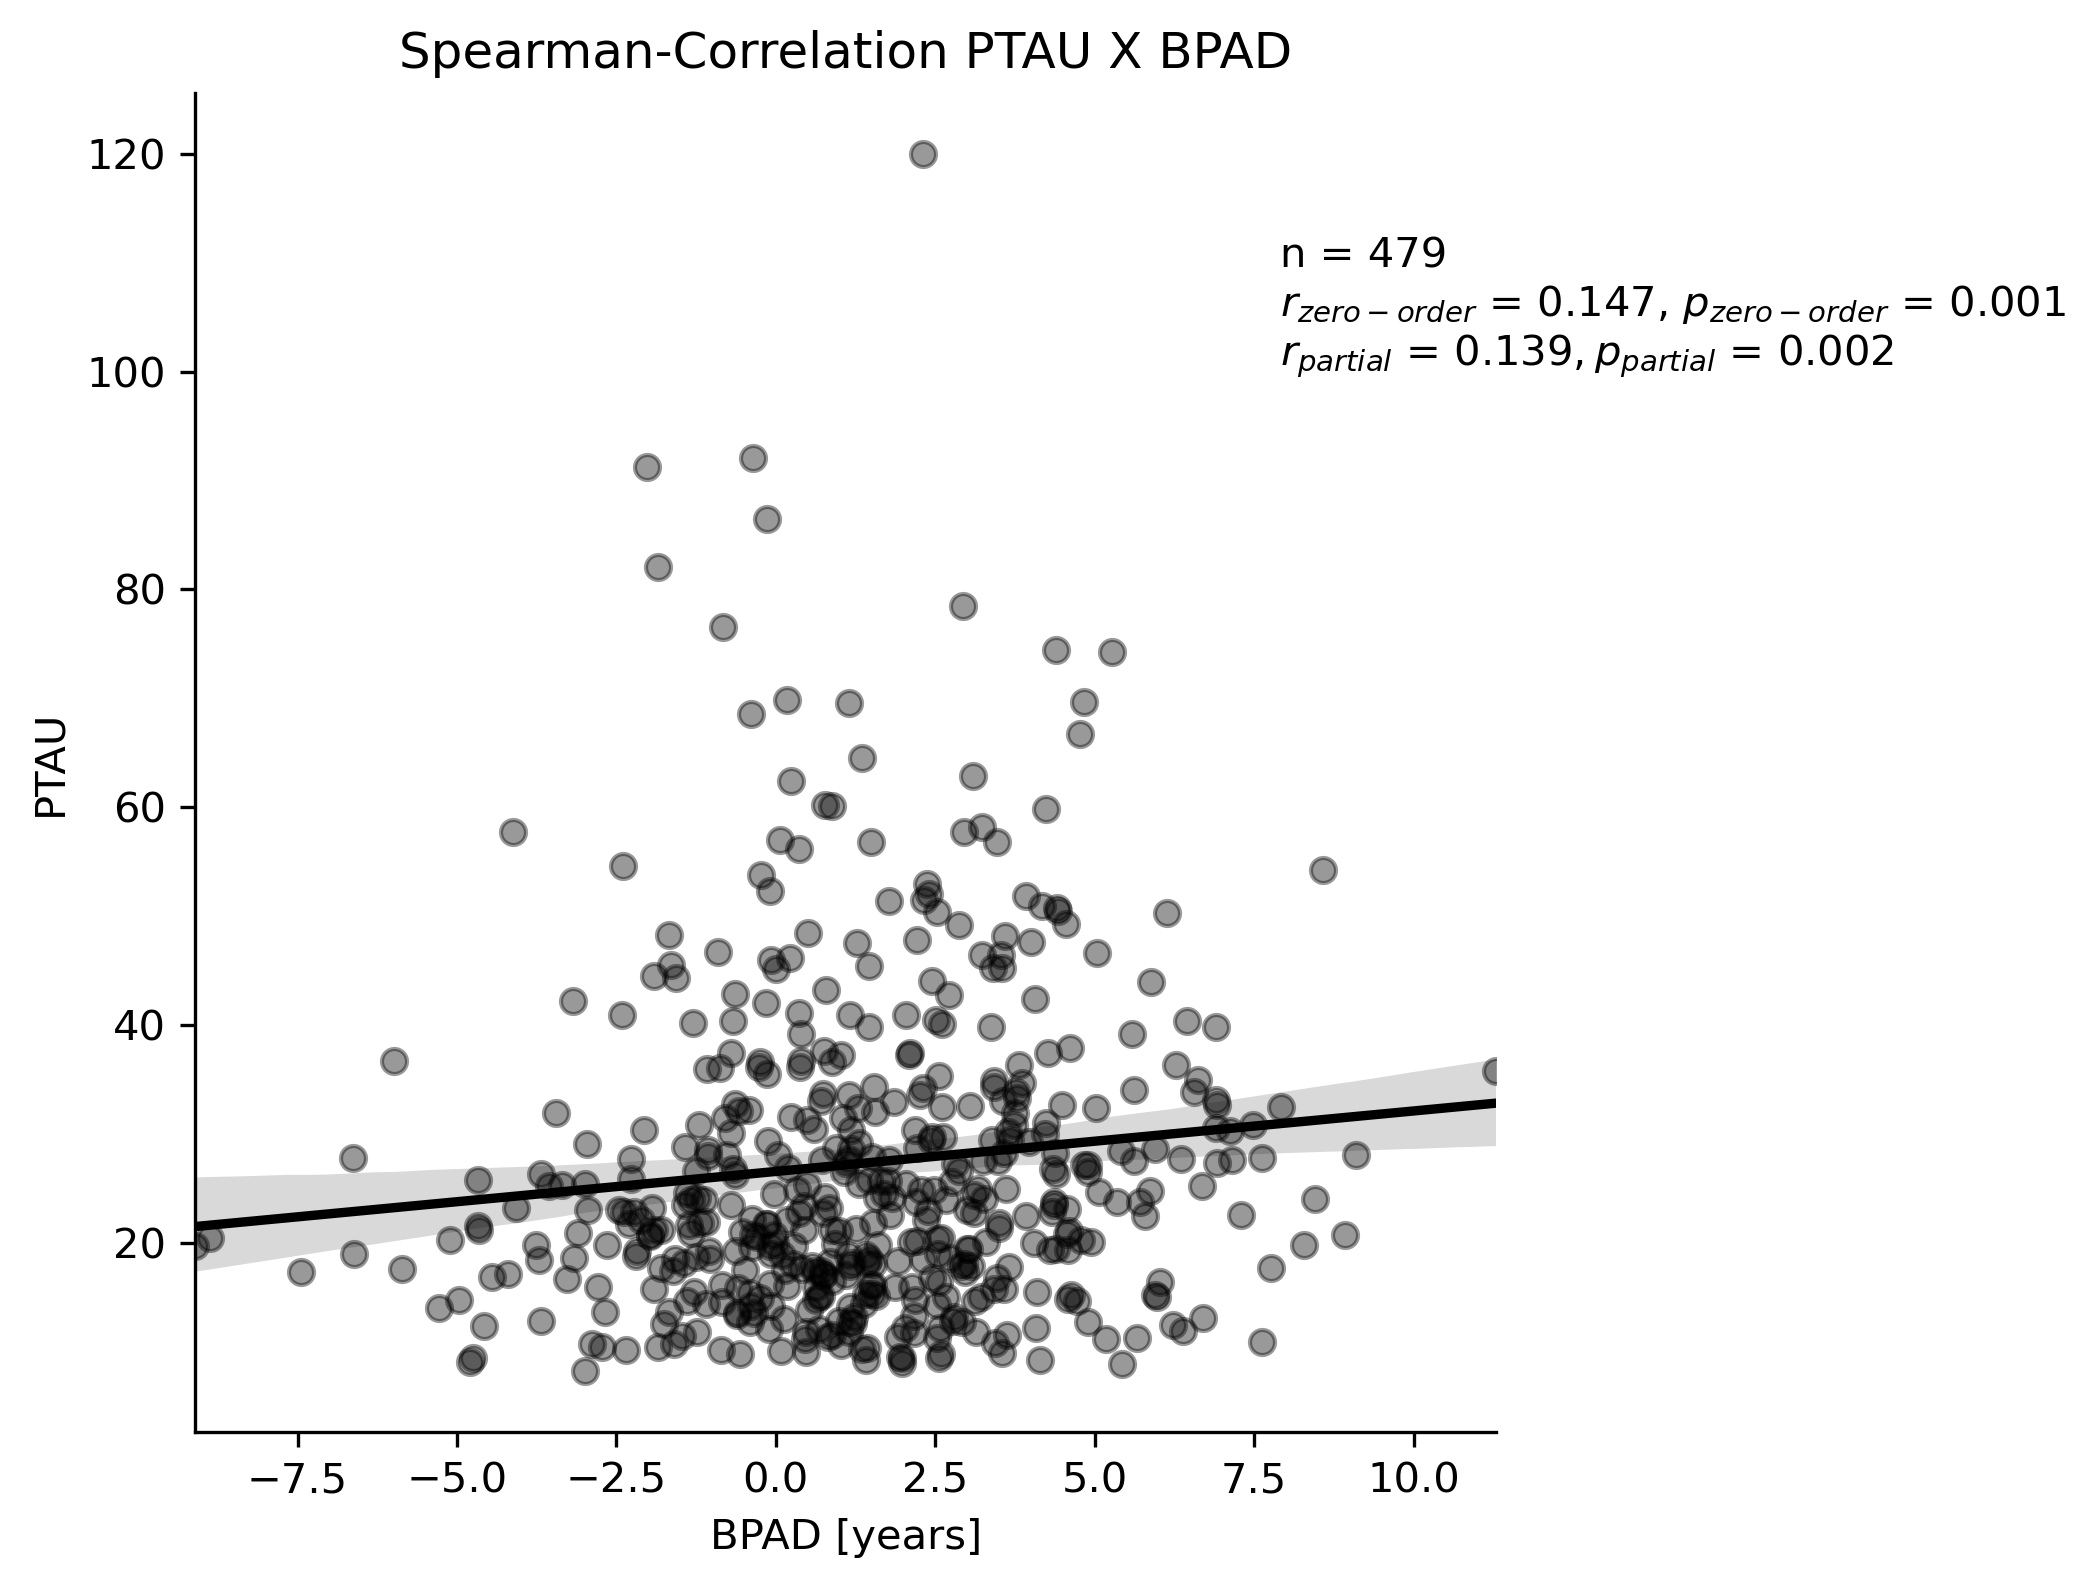 Spearman-Correlation PTAU X BPAD
120
100
80
60
40
20
PTAU
n = 479
r_zero−order = 0.147, p_zero−order = 0.001
r_partial = 0.139, p_partial = 0.002
−7.5 −5.0 −2.5 0.0 2.5 5.0 7.5 10.0
BPAD [years]